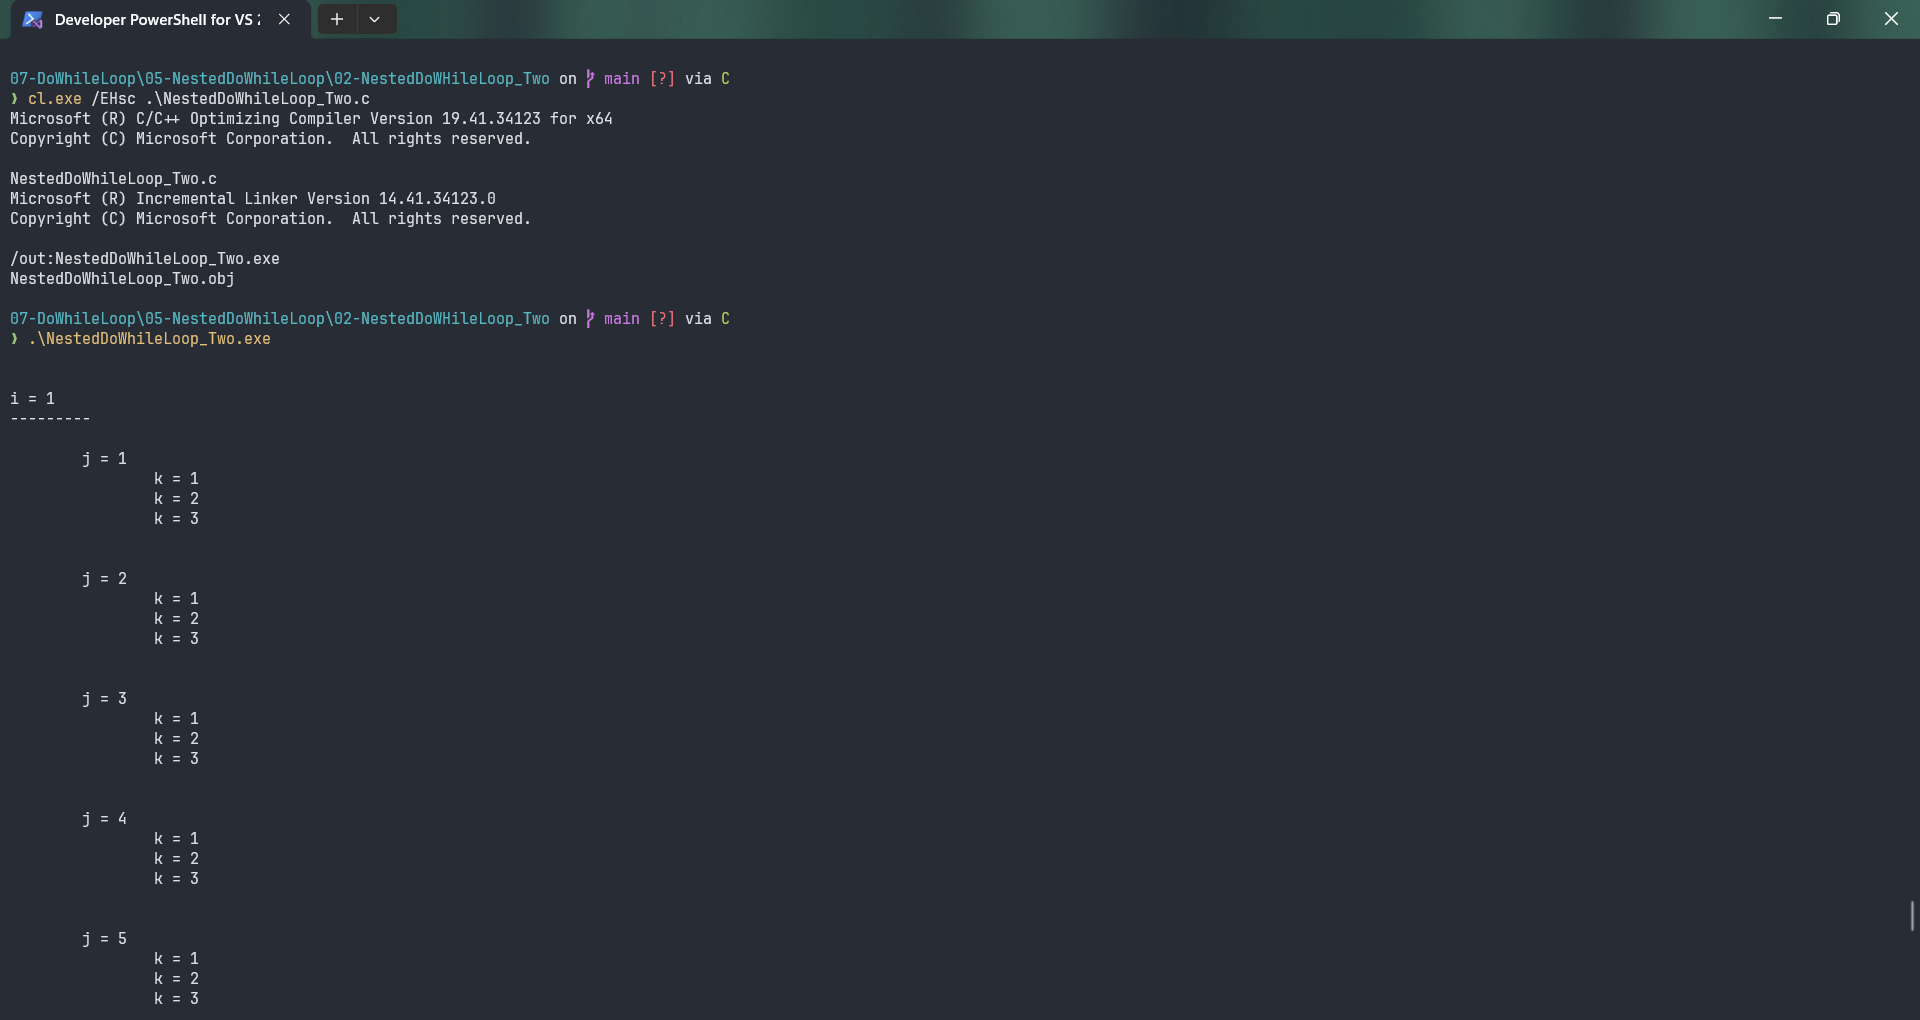 Developer PowerShell for VS 2
07-DoWhileLoop\05-NestedDoWhileLoop\02-NestedDoWHileLoop_Two on main [?] via C
❯ cl.exe /EHsc .\NestedDoWhileLoop_Two.c
Microsoft (R) C/C++ Optimizing Compiler Version 19.41.34123 for x64
Copyright (C) Microsoft Corporation.  All rights reserved.
NestedDoWhileLoop_Two.c
Microsoft (R) Incremental Linker Version 14.41.34123.0
Copyright (C) Microsoft Corporation.  All rights reserved.
/out:NestedDoWhileLoop_Two.exe
NestedDoWhileLoop_Two.obj
07-DoWhileLoop\05-NestedDoWhileLoop\02-NestedDoWHileLoop_Two on main [?] via C
❯ .\NestedDoWhileLoop_Two.exe
i = 1
---------
j = 1
k = 1
k = 2
k = 3
j = 2
k = 1
k = 2
k = 3
j = 3
k = 1
k = 2
k = 3
j = 4
k = 1
k = 2
k = 3
j = 5
k = 1
k = 2
k = 3